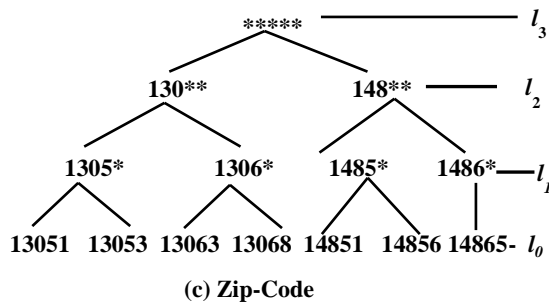 ***** l3
130** 148** l2
1305* 1306* 1485* 1486* l1
13051 13053 13063 13068 14851 14856 14865- l0
(c) Zip-Code